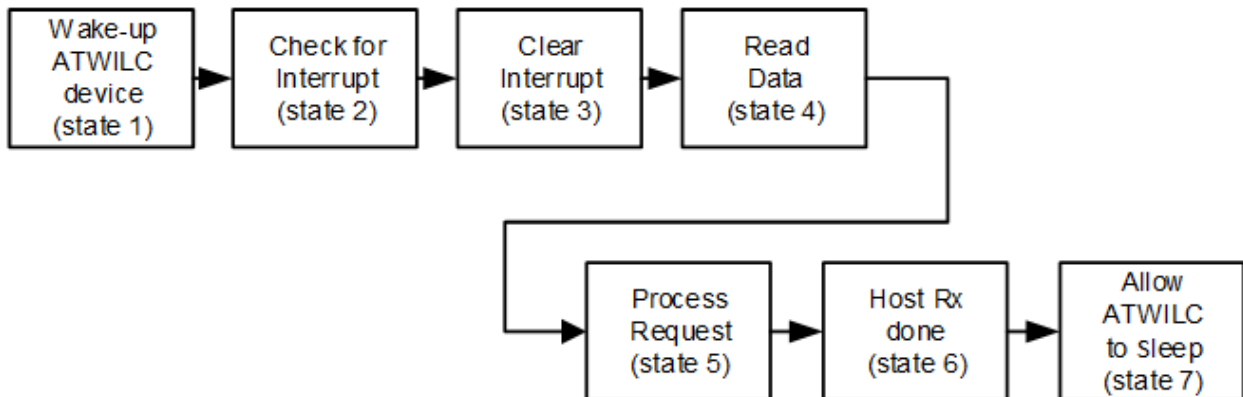 Wake-up
ATWILC
device
(state 1)
Check for
Interrupt
(state 2)
Clear
Interrupt
(state 3)
Read
Data
(state 4)
Process
Request
(state 5)
Host Rx
done
(state 6)
Allow
ATWILC
to Sleep
(state 7)